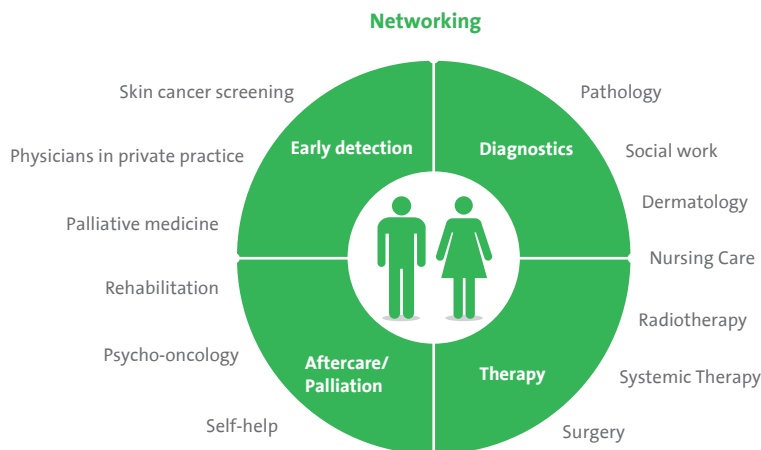 Networking
Skin cancer screening
Pathology
Physicians in private practice
Early detection
Diagnostics
Social work
Dermatology
Palliative medicine
Nursing Care
Rehabilitation
Radiotherapy
Psycho-oncology
Aftercare/
Palliation
Therapy
Systemic Therapy
Self-help
Surgery